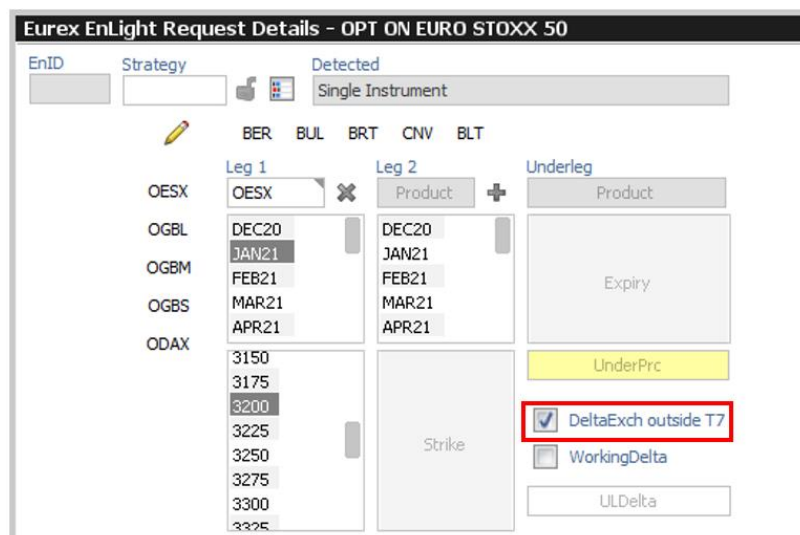 Eurex EnLight Request Details - OPT ON EURO STOXX 50
EnID Strategy Detected
Single Instrument
BER BUL BRT CNV BLT
Leg 1 Leg 2 Underleg
OESX OESX Product Product
OGBL DEC20 DEC20
JAN21 JAN21
OGBM FEB21 FEB21 Expiry
OGBS MAR21 MAR21
APR21 APR21
ODAX
3150 UnderPrc
3175
3200
3225 DeltaExch outside T7
3250 Strike WorkingDelta
3275
3300 ULDelta
3325